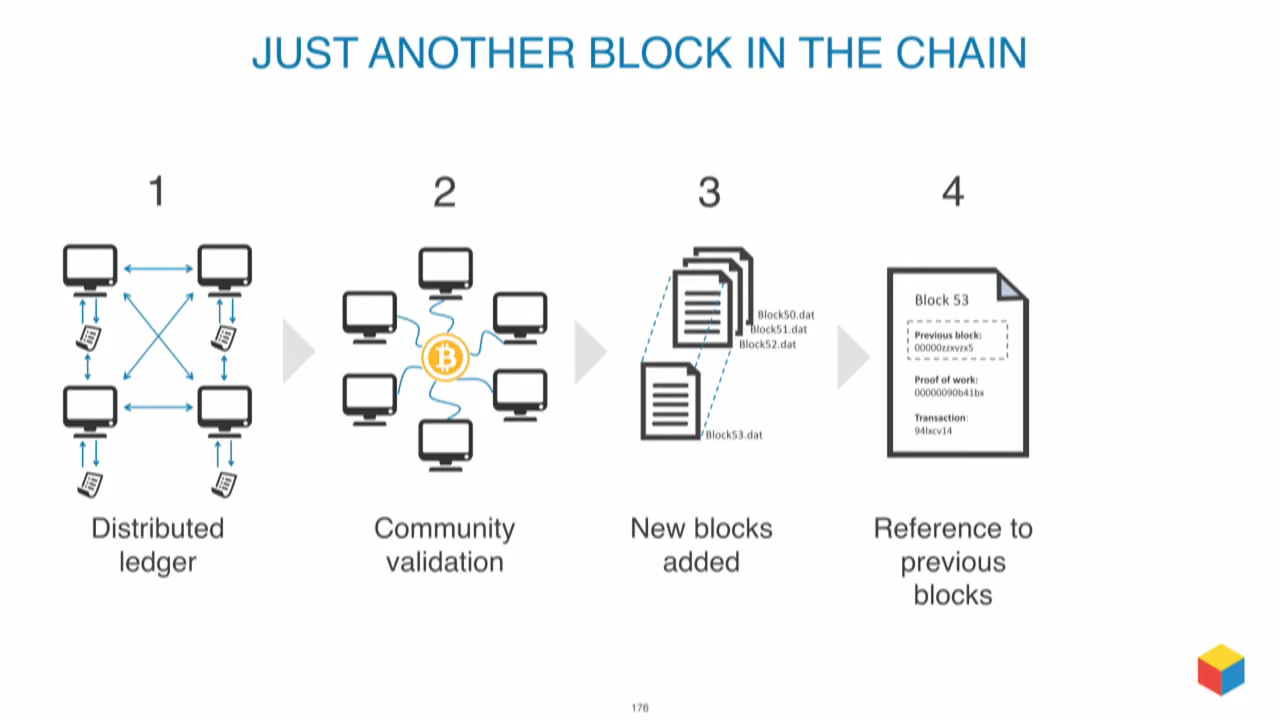 JUST ANOTHER BLOCK IN THE CHAIN
1
2
3
4
Block50.dat
Block51.dat
Block52.dat
Block53.dat
Block 53
Previous block:
00000zzxvzx5
Proof of work:
00000090b41bx
Transaction:
94lxcv14
Distributed
ledger
Community
validation
New blocks
added
Reference to
previous
blocks
176